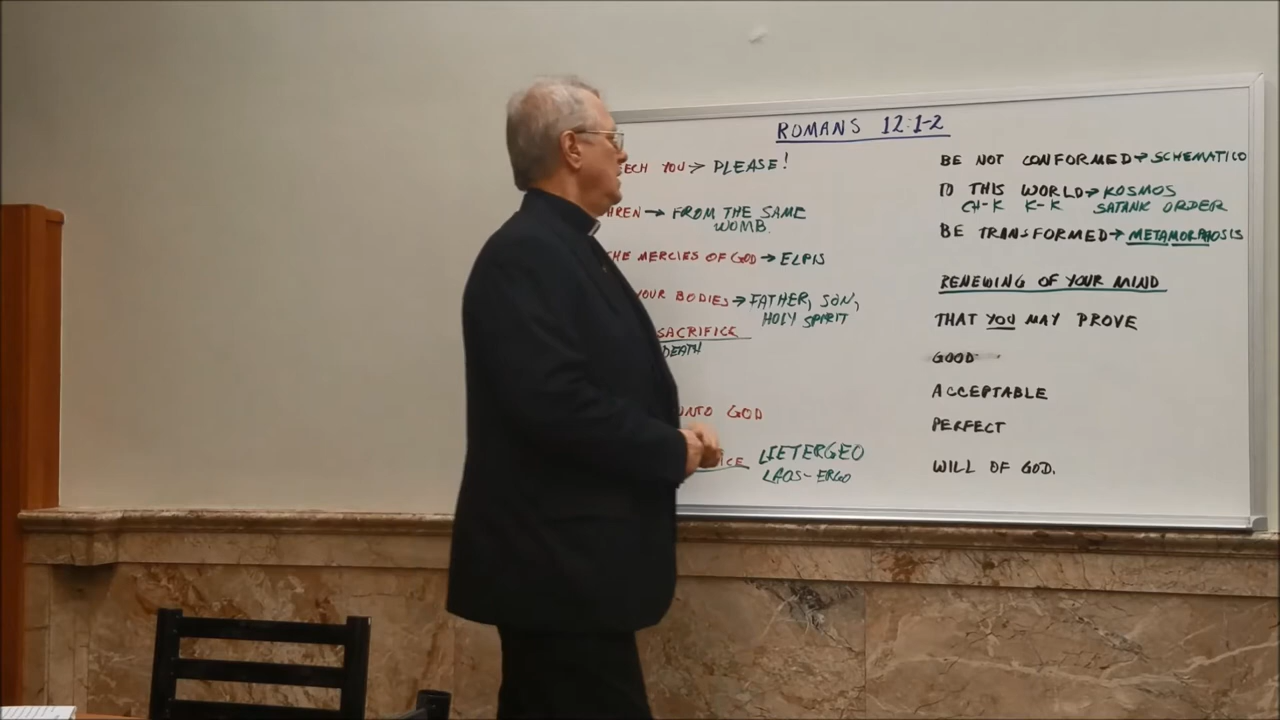 ROMANS 12:1-2
EECH YOU → PLEASE!
HREN → FROM THE SAME
WOMB.
THE MERCIES OF GOD → ELPIS
YOUR BODIES → FATHER, SON,
HOLY SPIRIT
SACRIFICE
DEATH
UNTO GOD
ICE LIETERGEO
LAOS-ERGO
BE NOT CONFORMED → SCHEMATICO
TO THIS WORLD → KOSMOS
CH-K K-K SATANIC ORDER
BE TRANSFORMED → METAMORPHOSIS
RENEWING OF YOUR MIND
THAT YOU MAY PROVE
GOOD
ACCEPTABLE
PERFECT
WILL OF GOD.